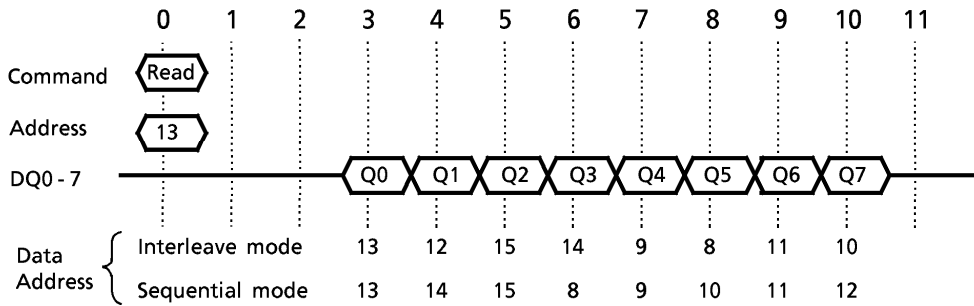 0 1 2 3 4 5 6 7 8 9 10 11
Command Read
Address 13
DQ0 - 7 Q0 Q1 Q2 Q3 Q4 Q5 Q6 Q7
Data Address
Interleave mode 13 12 15 14 9 8 11 10
Sequential mode 13 14 15 8 9 10 11 12